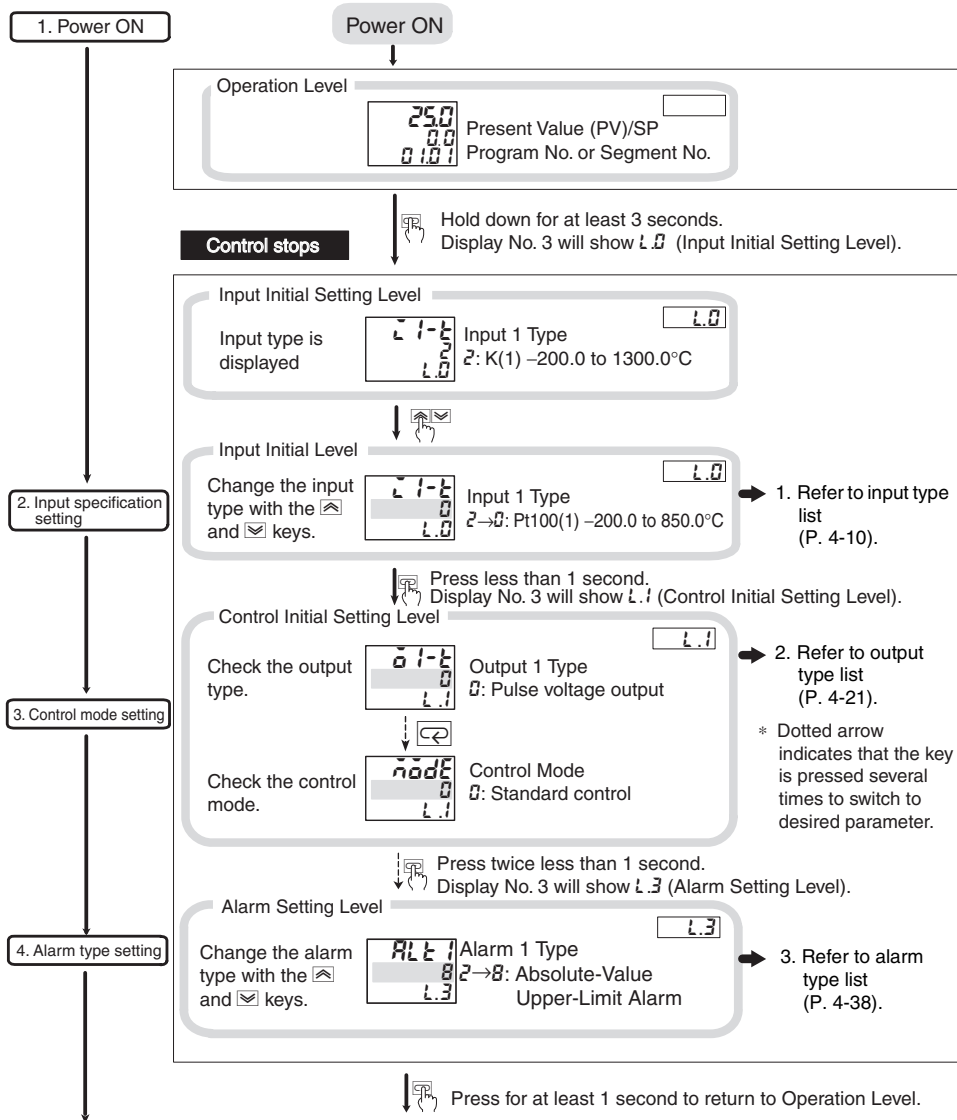 1. Power ON
Power ON
Operation Level
25.0
0.0
01.01
Present Value (PV)/SP
Program No. or Segment No.
Hold down for at least 3 seconds.
Display No. 3 will show L.0 (Input Initial Setting Level).
Control stops
Input Initial Setting Level
L.0
Input type is
displayed
i1-t
2
L.0
Input 1 Type
2: K(1) –200.0 to 1300.0°C
Input Initial Level
L.0
2. Input specification
setting
Change the input
type with the
and keys.
i1-t
0
L.0
Input 1 Type
2→0: Pt100(1) –200.0 to 850.0°C
1. Refer to input type
list
(P. 4-10).
Press less than 1 second.
Display No. 3 will show L.1 (Control Initial Setting Level).
Control Initial Setting Level
L.1
Check the output
type.
o1-t
0
L.1
Output 1 Type
0: Pulse voltage output
2. Refer to output
type list
(P. 4-21).
3. Control mode setting
Check the control
mode.
modE
0
L.1
Control Mode
0: Standard control
* Dotted arrow
indicates that the key
is pressed several
times to switch to
desired parameter.
Press twice less than 1 second.
Display No. 3 will show L.3 (Alarm Setting Level).
Alarm Setting Level
L.3
4. Alarm type setting
Change the alarm
type with the
and keys.
ALt1
8
L.3
Alarm 1 Type
2→8: Absolute-Value
Upper-Limit Alarm
3. Refer to alarm
type list
(P. 4-38).
Press for at least 1 second to return to Operation Level.